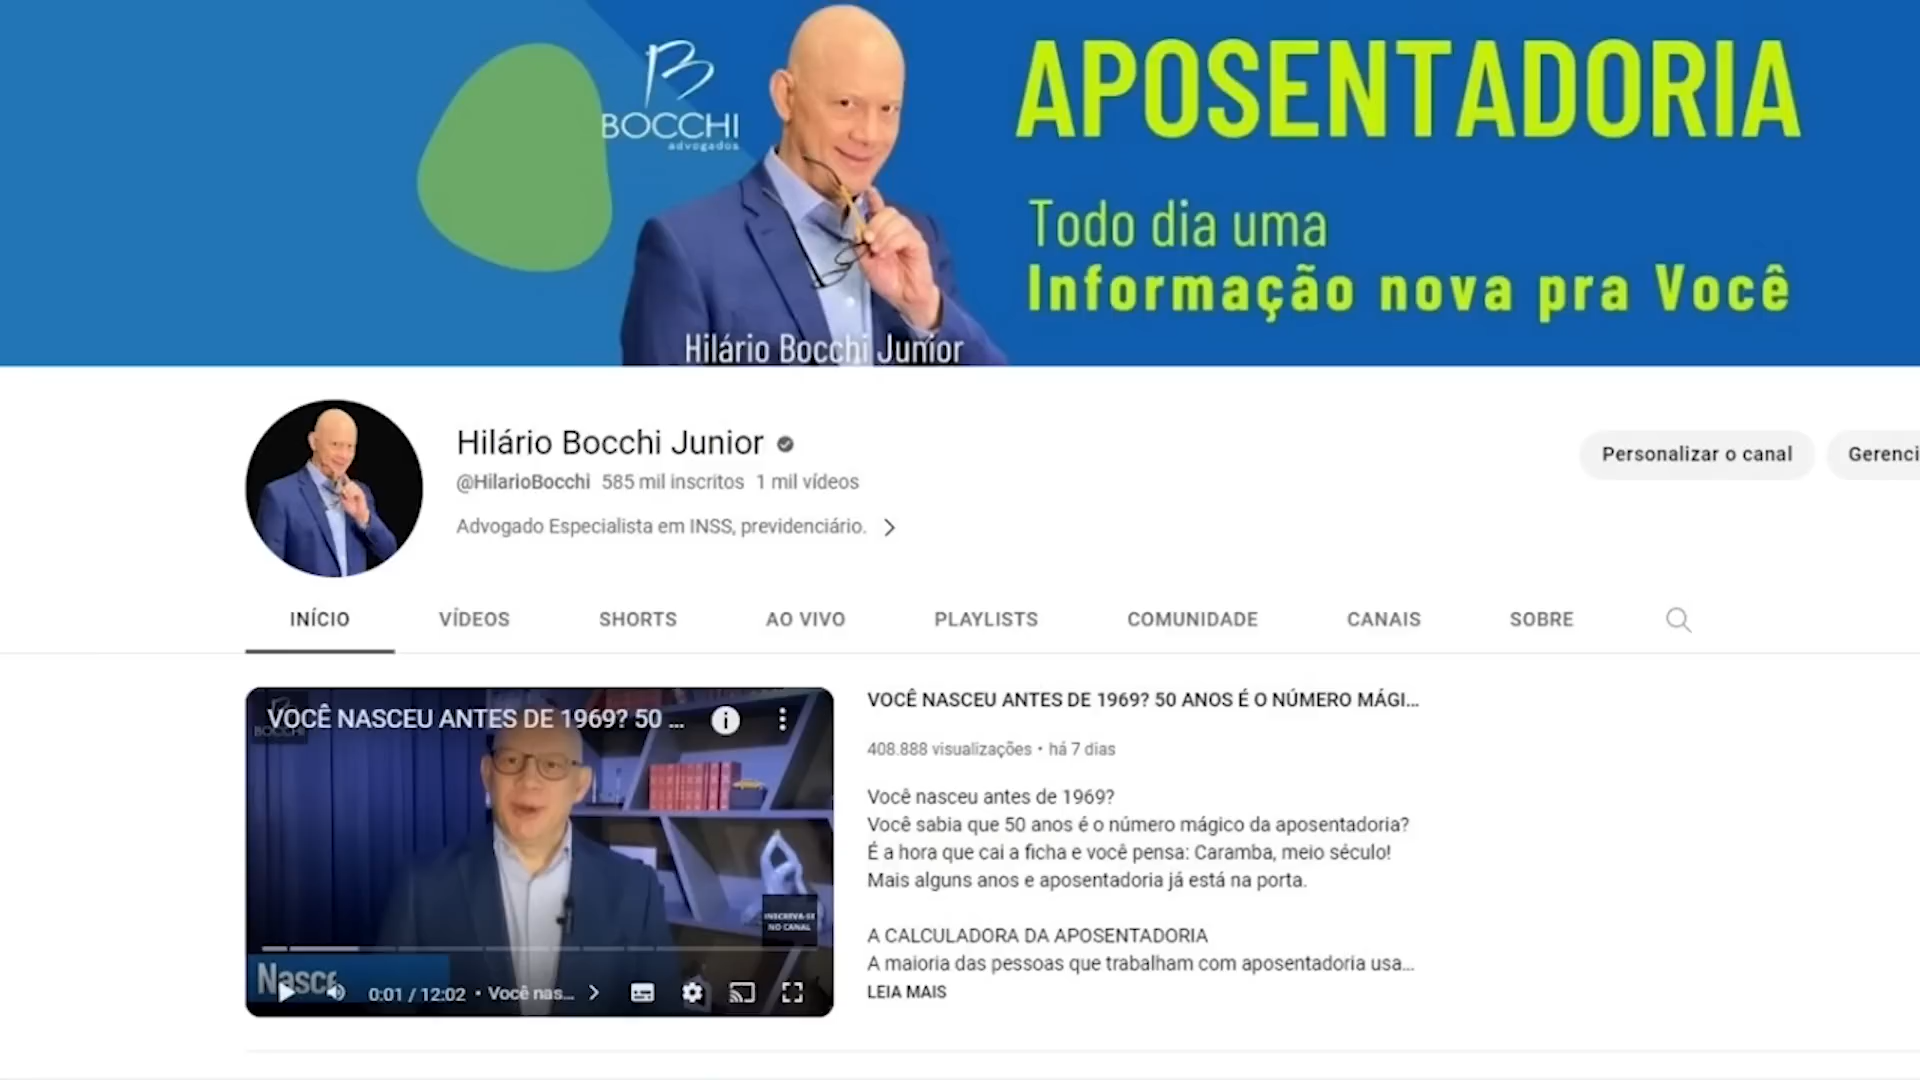 BOCCHI
advogados
APOSENTADORIA
Todo dia uma
Informação nova pra Você
Hilário Bocchi Junior
Hilário Bocchi Junior
@HilarioBocchi 585 mil inscritos 1 mil vídeos
Advogado Especialista em INSS, previdenciário.
Personalizar o canal
Gerenci
INÍCIO VÍDEOS SHORTS AO VIVO PLAYLISTS COMUNIDADE CANAIS SOBRE
VOCÊ NASCEU ANTES DE 1969? 50 ...
BOCCHI
INSCREVA-SE
NO CANAL
Nasce
0:01 / 12:02 • Você nas...
VOCÊ NASCEU ANTES DE 1969? 50 ANOS É O NÚMERO MÁGI...
408.888 visualizações • há 7 dias
Você nasceu antes de 1969?
Você sabia que 50 anos é o número mágico da aposentadoria?
É a hora que cai a ficha e você pensa: Caramba, meio século!
Mais alguns anos e aposentadoria já está na porta.
A CALCULADORA DA APOSENTADORIA
A maioria das pessoas que trabalham com aposentadoria usa...
LEIA MAIS